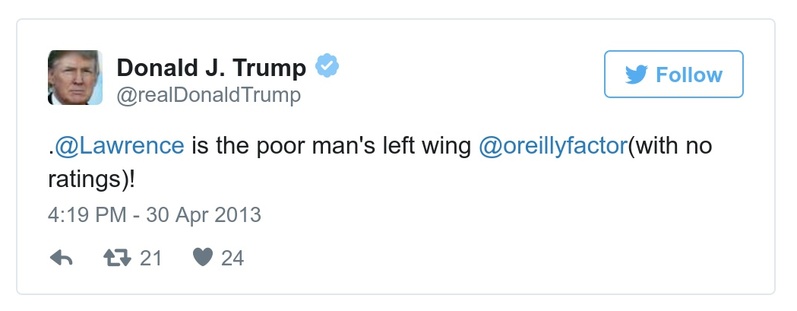 Donald J. Trump
@realDonaldTrump
Follow
.@Lawrence is the poor man's left wing @oreillyfactor(with no
ratings)!
4:19 PM - 30 Apr 2013
21 24